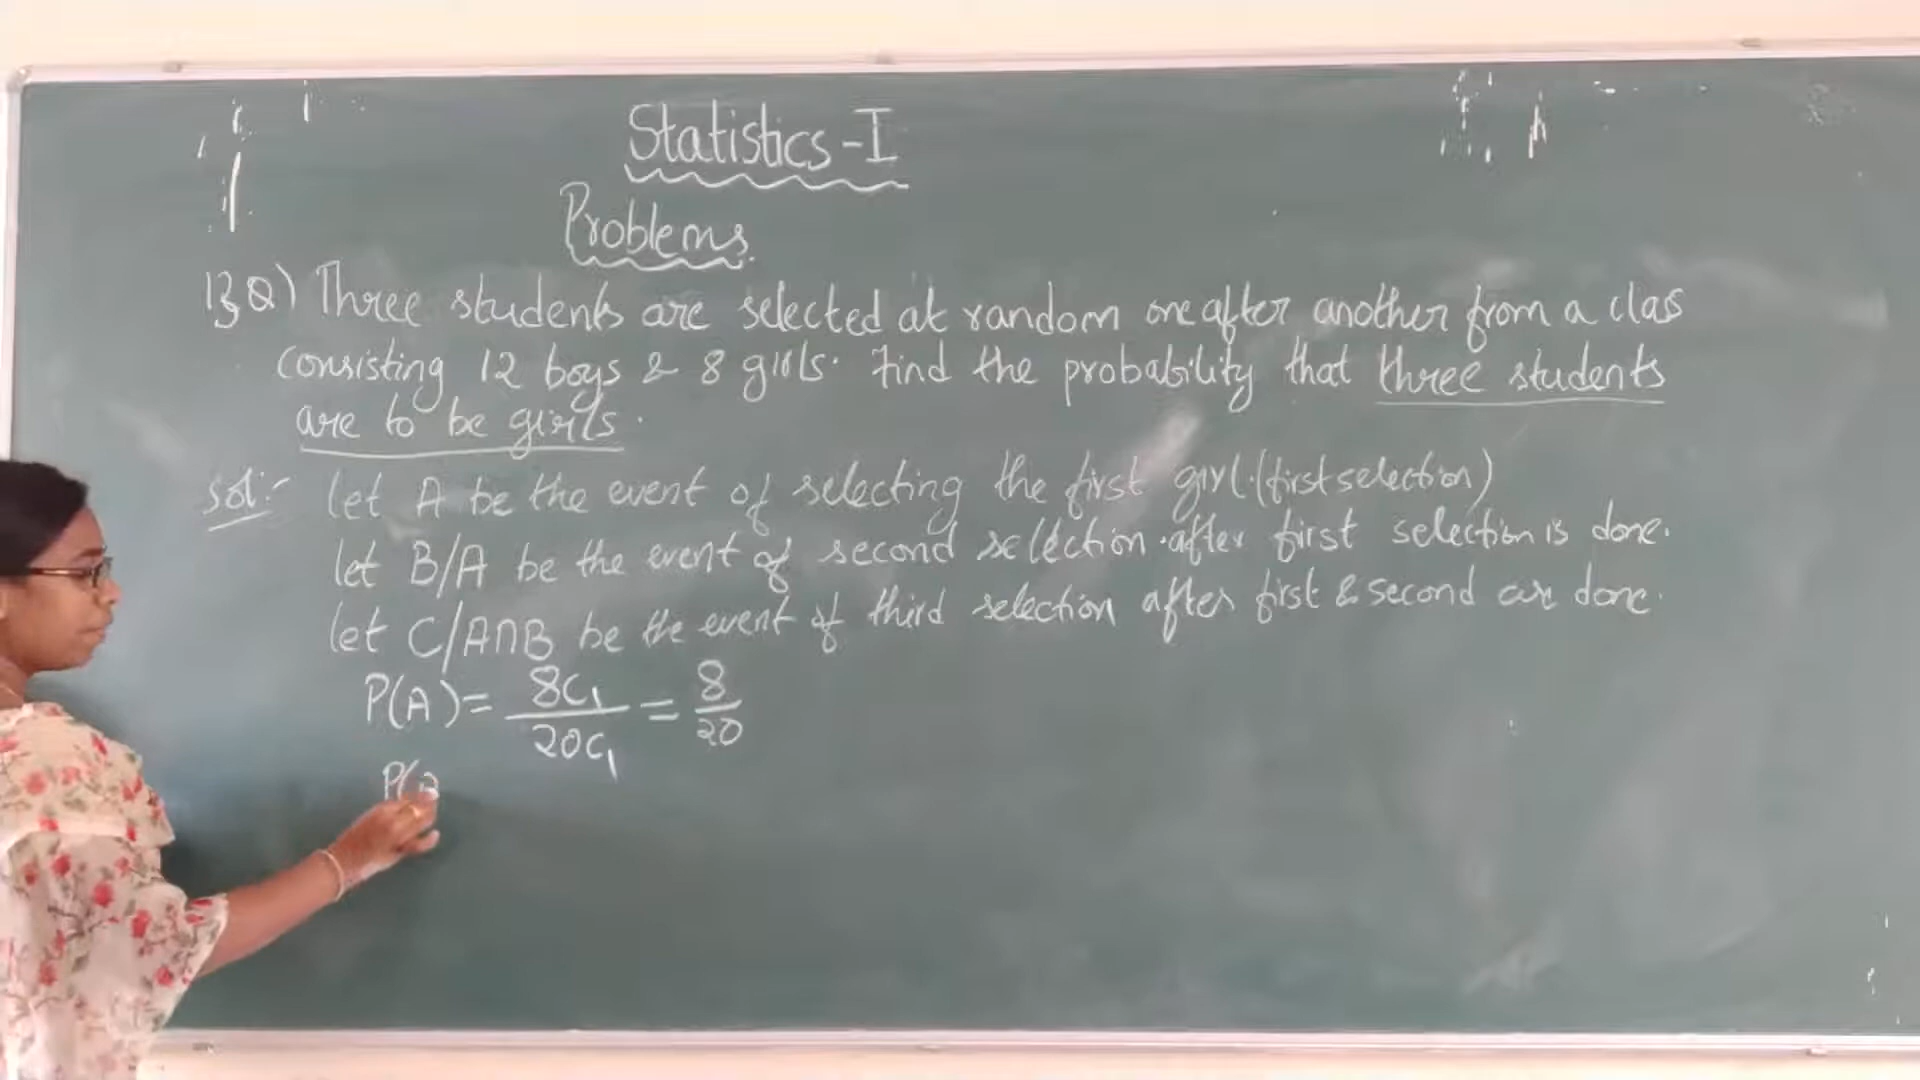 Statistics-I
Problems.
13Q) Three students are selected at random one after another from a clas
consisting 12 boys & 8 girls. Find the probability that three students
are to be girls.
Sol:- let A be the event of selecting the first girl.(first selection)
let B/A be the event of second selection.after first selection is done.
let C/A∩B be the event of third selection after first & second are done.
P(A) = 8C₁/20C₁ = 8/20
P(